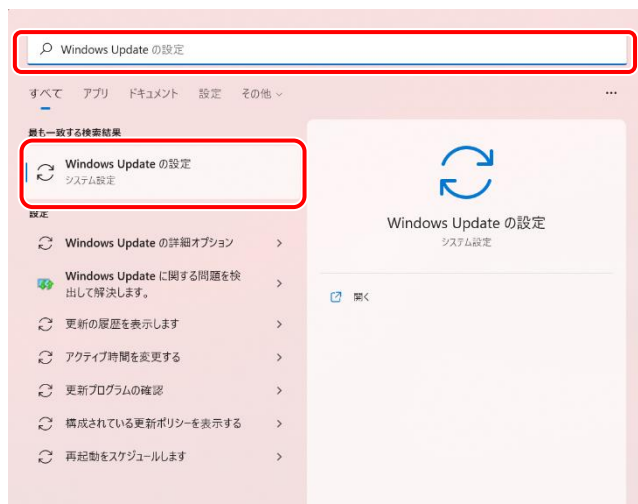 Windows Update の設定
すべて アプリ ドキュメント 設定 その他
最も一致する検索結果
Windows Update の設定
システム設定
設定
Windows Update の詳細オプション
Windows Update に関する問題を検
出して解決します。
更新の履歴を表示します
アクティブ時間を変更する
更新プログラムの確認
構成されている更新ポリシーを表示する
再起動をスケジュールします
Windows Update の設定
システム設定
開く